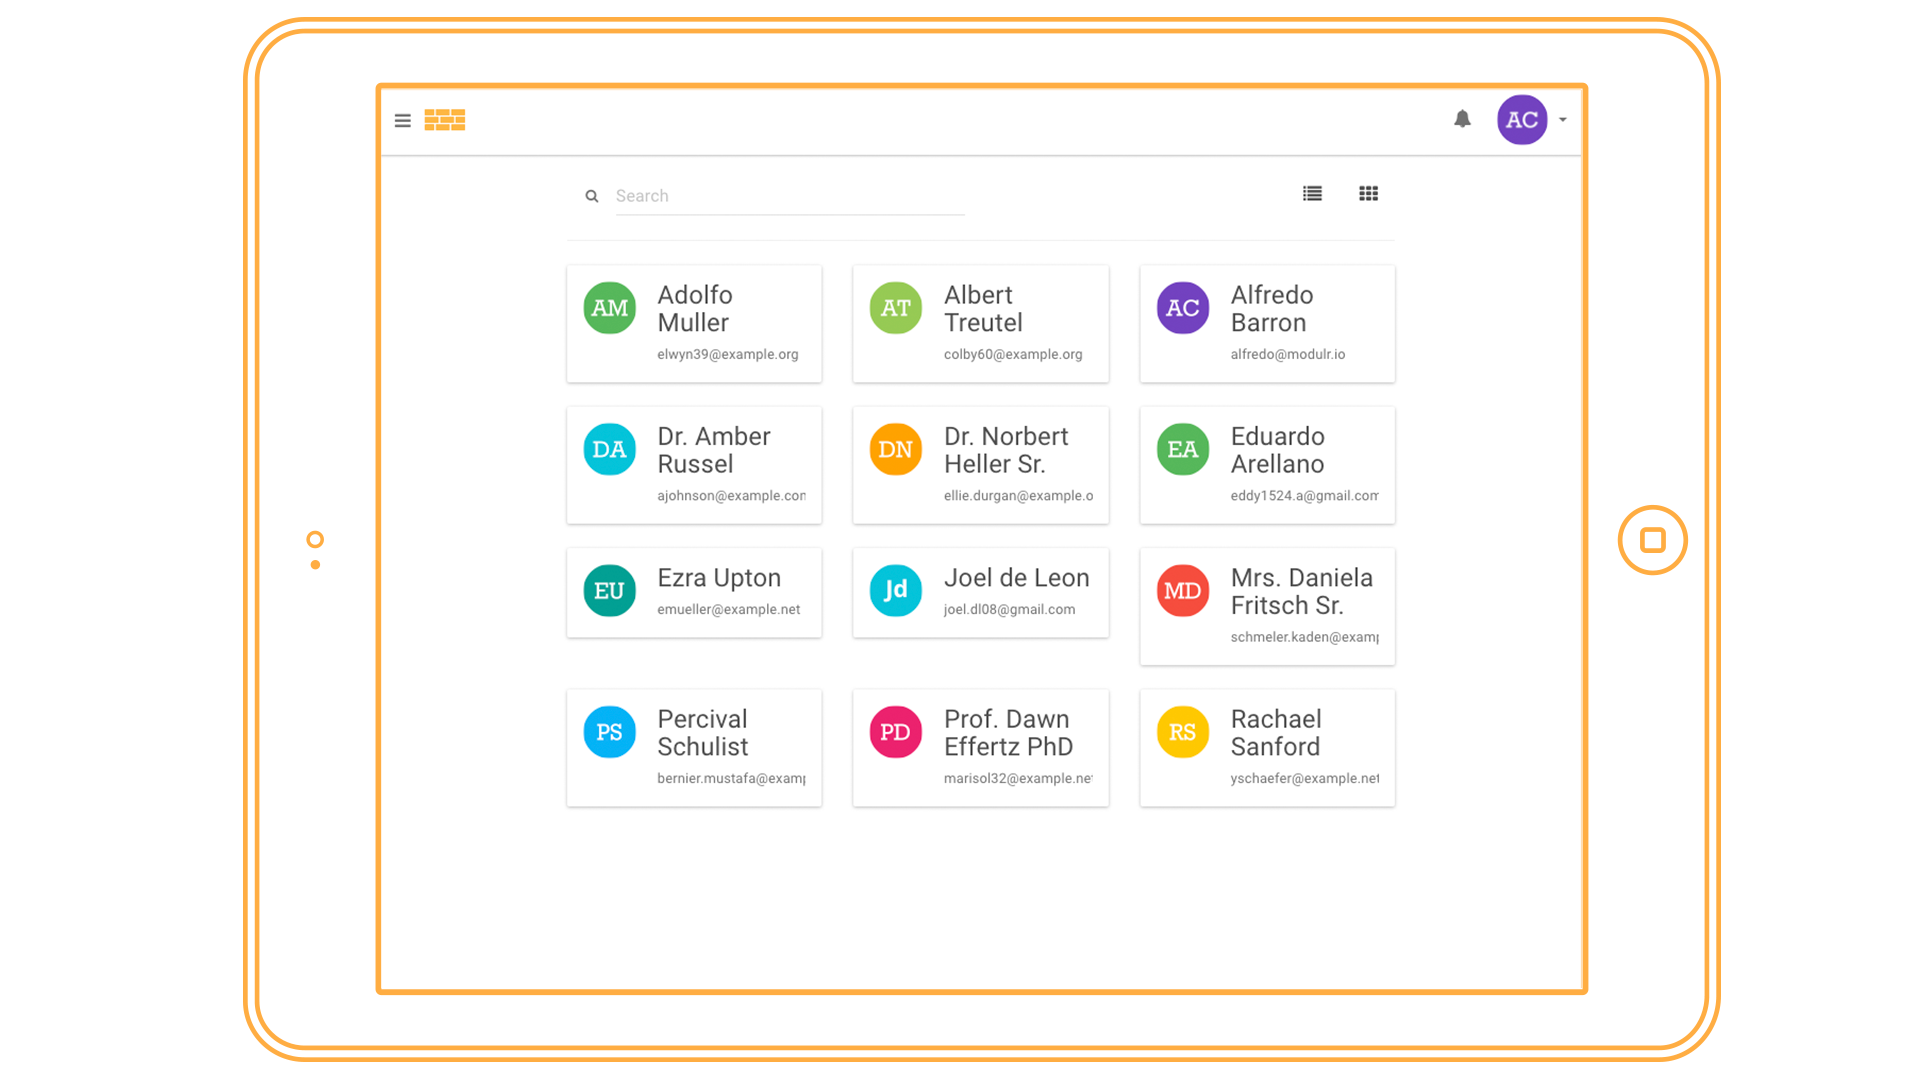 AC
Search
AM
Adolfo
Muller
elwyn39@example.org
AT
Albert
Treutel
colby60@example.org
AC
Alfredo
Barron
alfredo@modulr.io
DA
Dr. Amber
Russel
ajohnson@example.con
DN
Dr. Norbert
Heller Sr.
ellie.durgan@example.o
EA
Eduardo
Arellano
eddy1524.a@gmail.com
EU
Ezra Upton
emueller@example.net
Jd
Joel de Leon
joel.dl08@gmail.com
MD
Mrs. Daniela
Fritsch Sr.
schmeler.kaden@examp
PS
Percival
Schulist
bernier.mustafa@examp
PD
Prof. Dawn
Effertz PhD
marisol32@example.net
RS
Rachael
Sanford
yschaefer@example.net